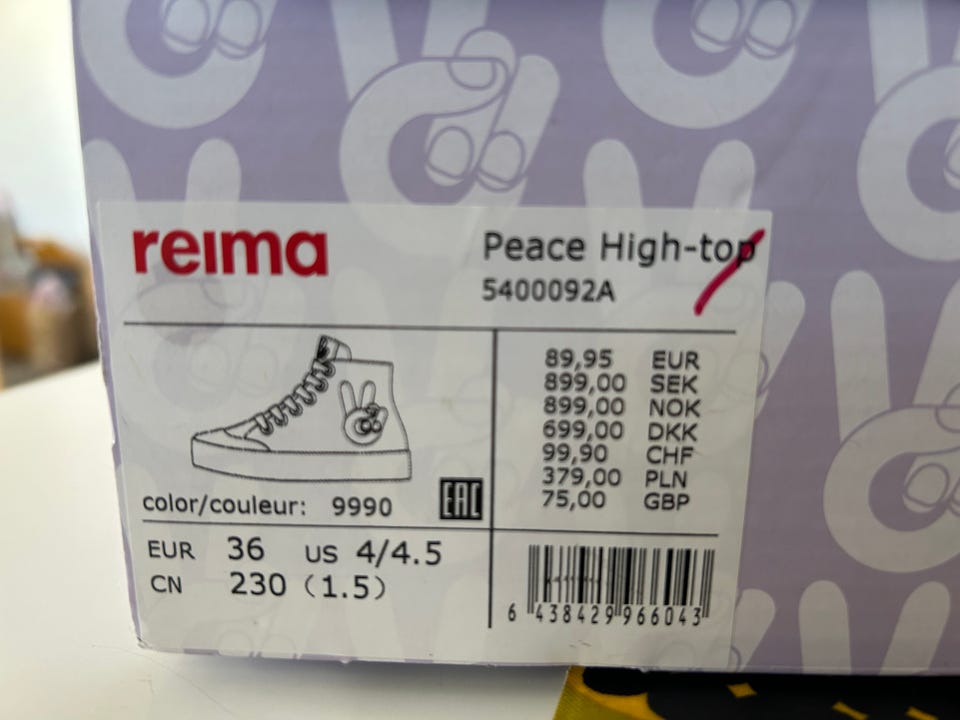 reima
Peace High-top
5400092A
89,95 EUR
899,00 SEK
899,00 NOK
699,00 DKK
99,90 CHF
379,00 PLN
75,00 GBP
color/couleur: 9990
EAC
EUR 36 US 4/4.5
CN 230 (1.5)
6 438429 966043